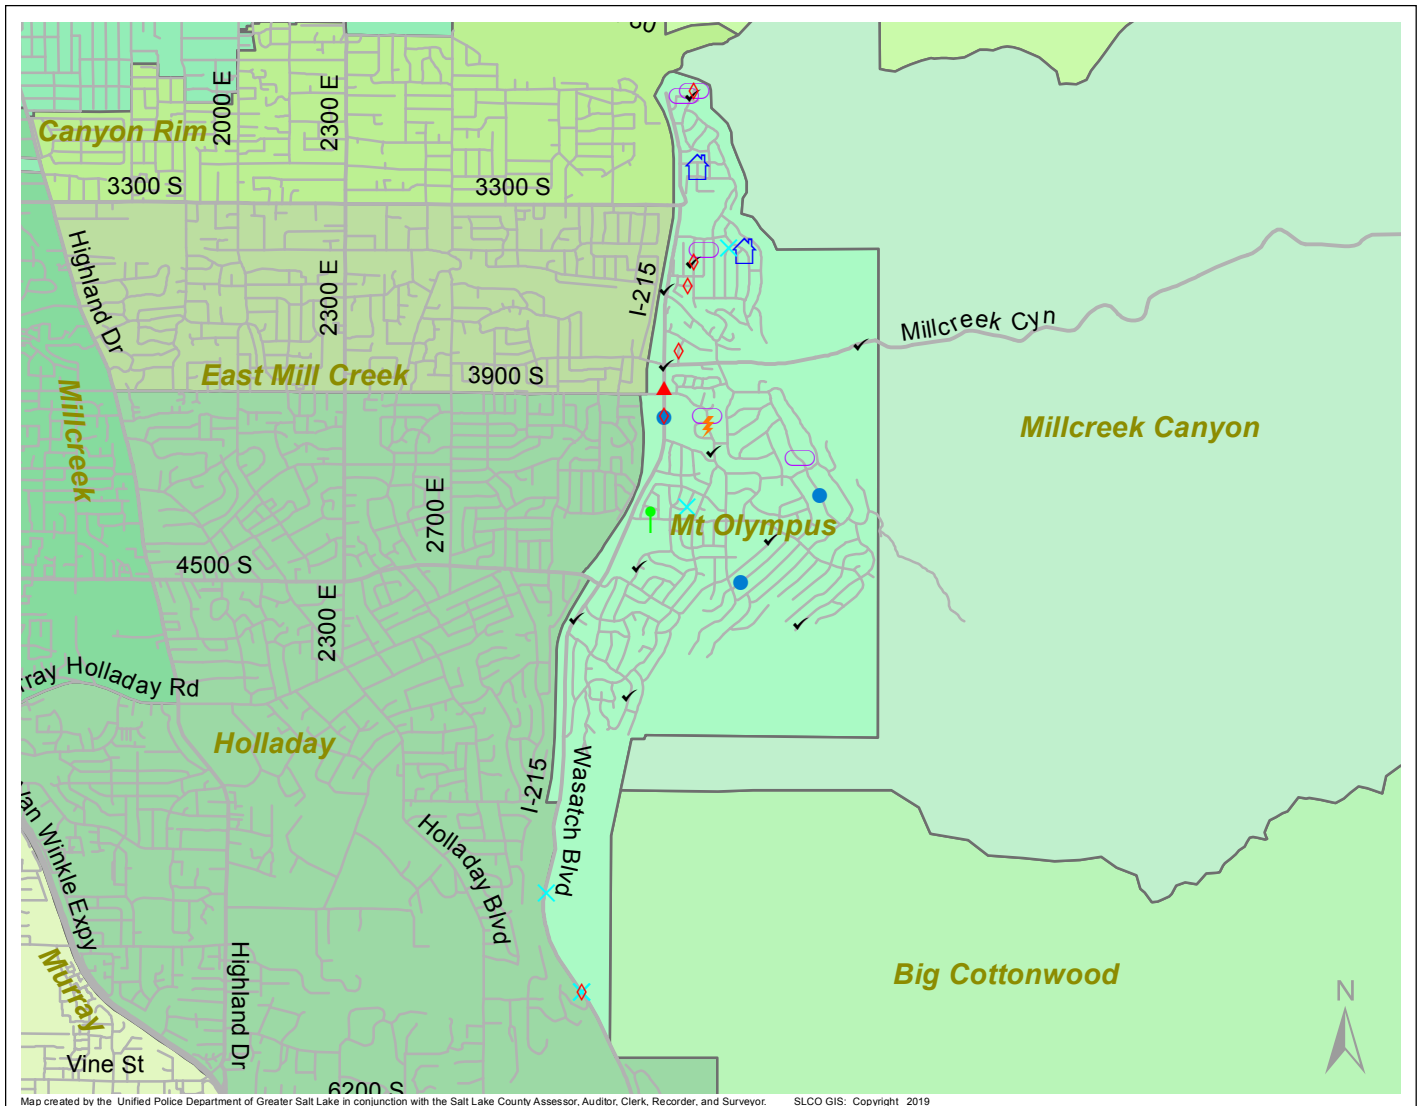 2000 E
2300 E
Canyon Rim
3300 S
3300 S
Highland Dr
2300 E
I-215
Millcreek Cyn
East Mill Creek
3900 S
Millcreek
Millcreek Canyon
2700 E
Mt Olympus
4500 S
2300 E
Holladay Rd
Holladay
I-215
Wasatch Blvd
Van Winkle Expy
Holladay Blvd
Murray
Highland Dr
Big Cottonwood
N
Vine St
6200 S
Map created by the Unified Police Department of Greater Salt Lake in conjunction with the Salt Lake County Assessor, Auditor, Clerk, Recorder, and Surveyor. SLCO GIS: Copyright 2019